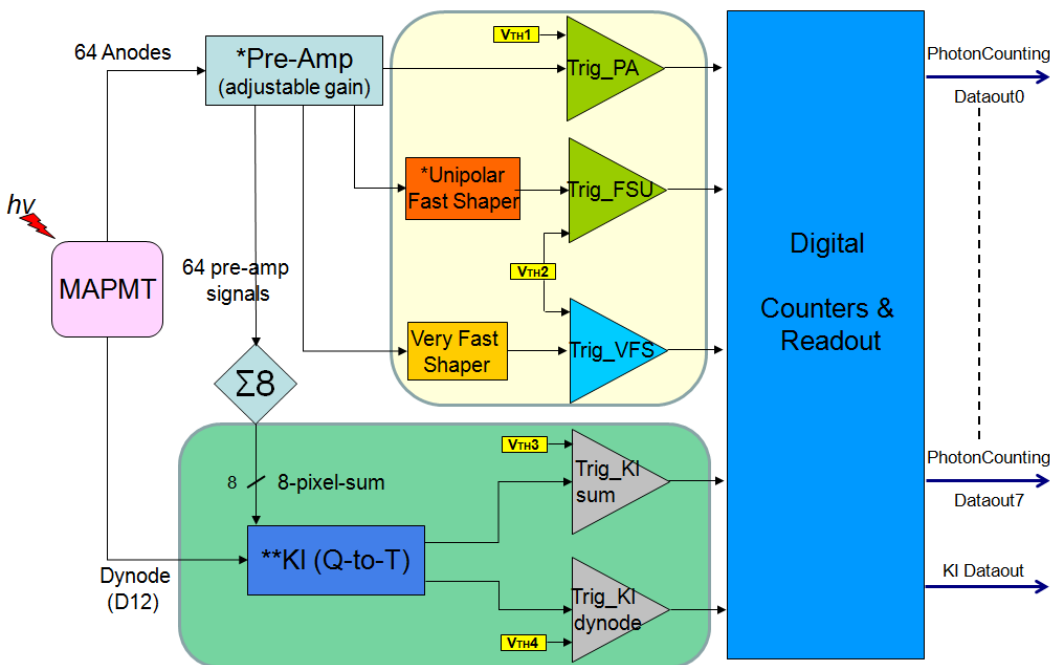 64 Anodes
*Pre-Amp
(adjustable gain)
VTH1
Trig_PA
PhotonCounting
Dataout0
*Unipolar
Fast Shaper
Trig_FSU
hν
MAPMT
64 pre-amp
signals
VTH2
Digital
Counters &
Readout
Very Fast
Shaper
Trig_VFS
Σ8
VTH3
Trig_KI
sum
PhotonCounting
Dataout7
8
8-pixel-sum
**KI (Q-to-T)
Dynode
(D12)
Trig_KI
dynode
KI Dataout
VTH4